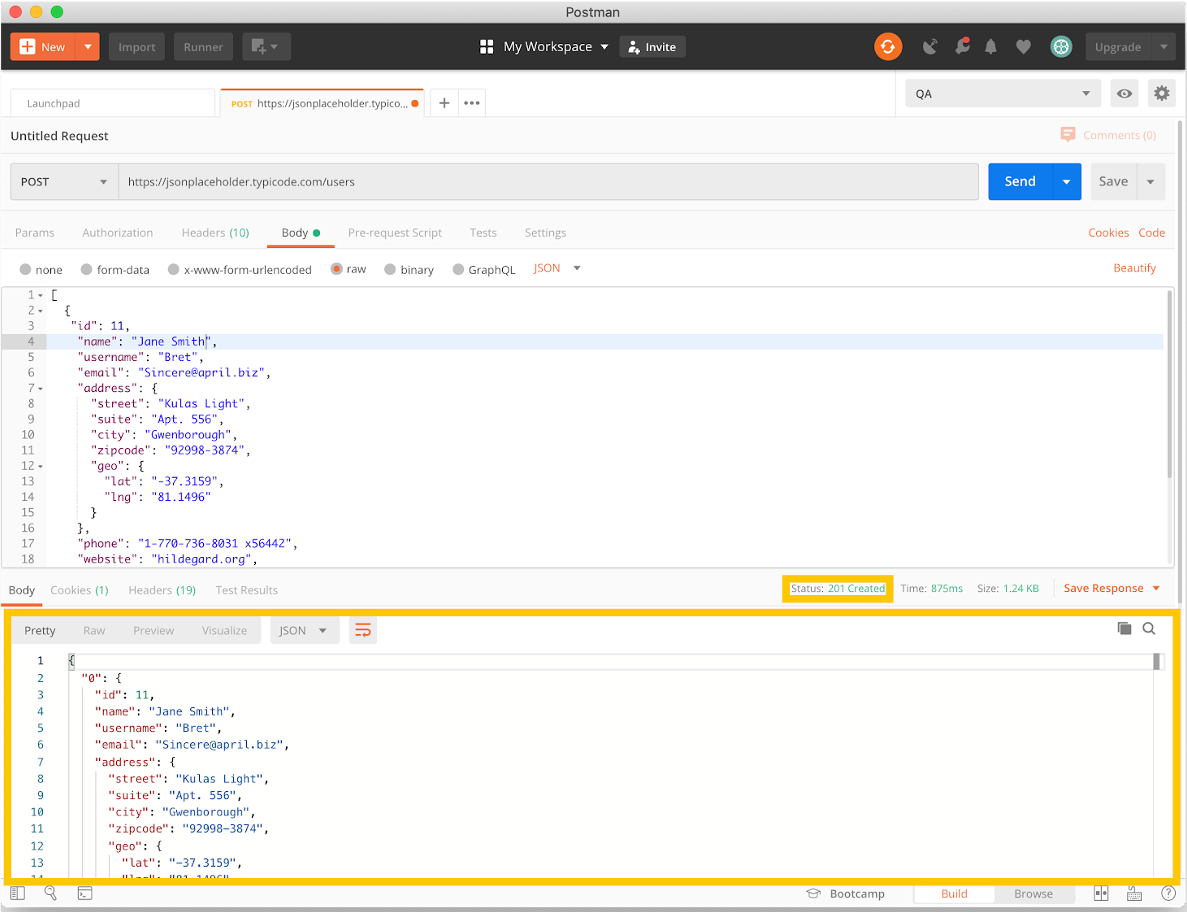 Postman
New Import Runner My Workspace Invite Upgrade
Launchpad POST https://jsonplaceholder.typico... + ••• QA
Untitled Request Comments (0)
POST https://jsonplaceholder.typicode.com/users Send Save
Params Authorization Headers (10) Body Pre-request Script Tests Settings Cookies Code
none form-data x-www-form-urlencoded raw binary GraphQL JSON Beautify
1 [
2 {
3 "id": 11,
4 "name": "Jane Smith",
5 "username": "Bret",
6 "email": "Sincere@april.biz",
7 "address": {
8 "street": "Kulas Light",
9 "suite": "Apt. 556",
10 "city": "Gwenborough",
11 "zipcode": "92998-3874",
12 "geo": {
13 "lat": "-37.3159",
14 "lng": "81.1496"
15 }
16 },
17 "phone": "1-770-736-8031 x56442",
18 "website": "hildegard.org",
Body Cookies (1) Headers (19) Test Results Status: 201 Created Time: 875ms Size: 1.24 KB Save Response
Pretty Raw Preview Visualize JSON
1 {
2 "0": {
3 "id": 11,
4 "name": "Jane Smith",
5 "username": "Bret",
6 "email": "Sincere@april.biz",
7 "address": {
8 "street": "Kulas Light",
9 "suite": "Apt. 556",
10 "city": "Gwenborough",
11 "zipcode": "92998-3874",
12 "geo": {
13 "lat": "-37.3159",
14 "lng": "81.1496"
Bootcamp Build Browse ?